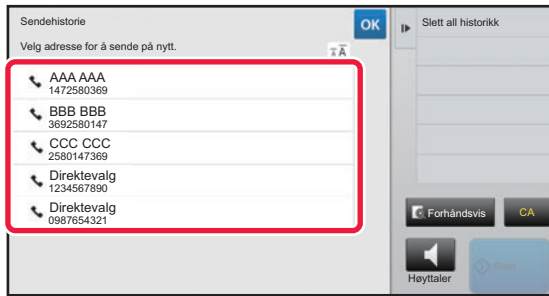 Sendehistorie
OK
Velg adresse for å sende på nytt.
AAA AAA
1472580369
BBB BBB
3692580147
CCC CCC
2580147369
Direktevalg
1234567890
Direktevalg
0987654321
Slett all historikk
Forhåndsvis
CA
Høyttaler
Start